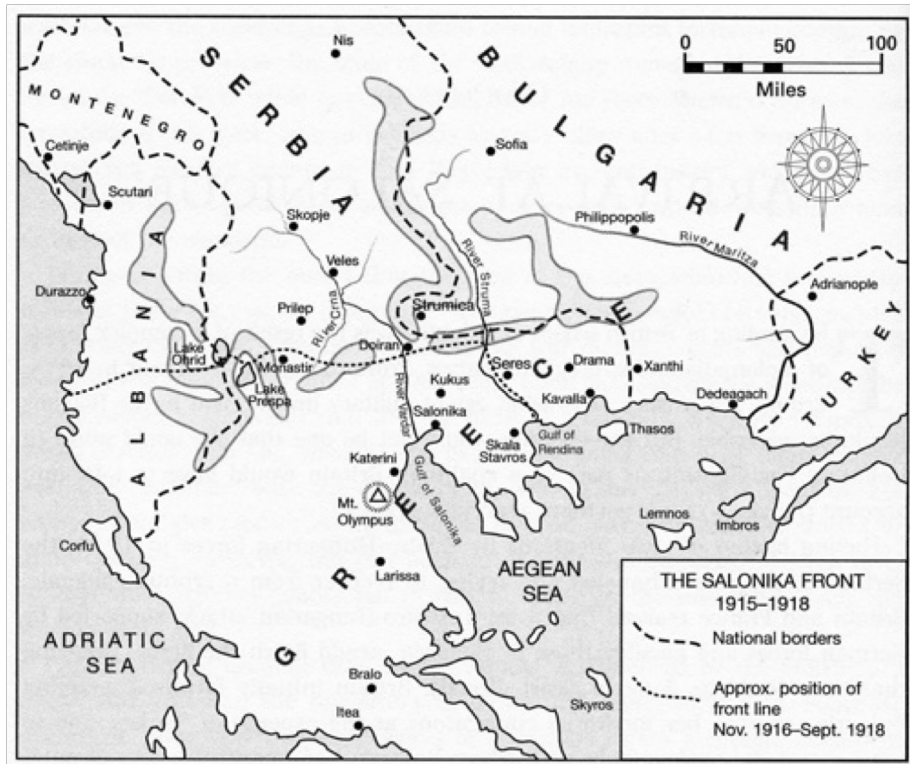 Nis
SERBIA
BULGARIA
0 50 100
Miles
MONTENEGRO
Cetinje
Scutari
Sofia
Skopje
Philippopolis
River Maritza
River Struma
Veles
Durazzo
ALBANIA
Adrianople
Prilep
River Cerna
Strumica
TURKEY
Lake
Ohrid
Doiran
Monastir
Lake
Prespa
Seres
Drama
Xanthi
Kukus
Kavalla
Dedeagach
River Vardar
Salonika
Thasos
Skala
Stavros
Gulf of
Rendina
GREECE
Katerini
Gulf of Salonika
Mt.
Olympus
Lemnos
Imbros
Corfu
Larissa
AEGEAN
SEA
ADRIATIC
SEA
Bralo
Itea
Skyros
THE SALONIKA FRONT
1915–1918
National borders
Approx. position of
front line
Nov. 1916–Sept. 1918